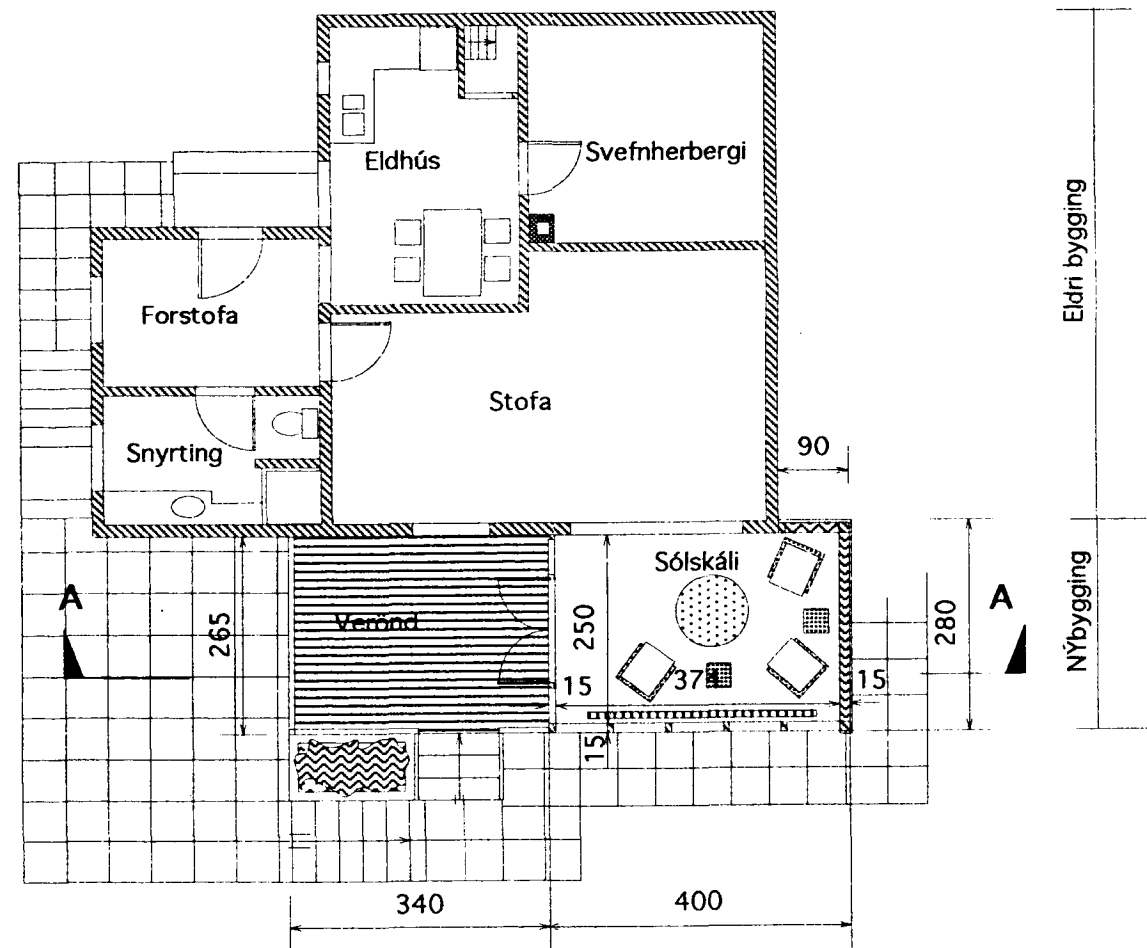 Eldhús
Svefnherbergi
Eldri bygging
Forstofa
Stofa
Snyrting
90
Sólskáli
NÝbygging
A
A
Verönd
265
250
280
15
15
15
340
400